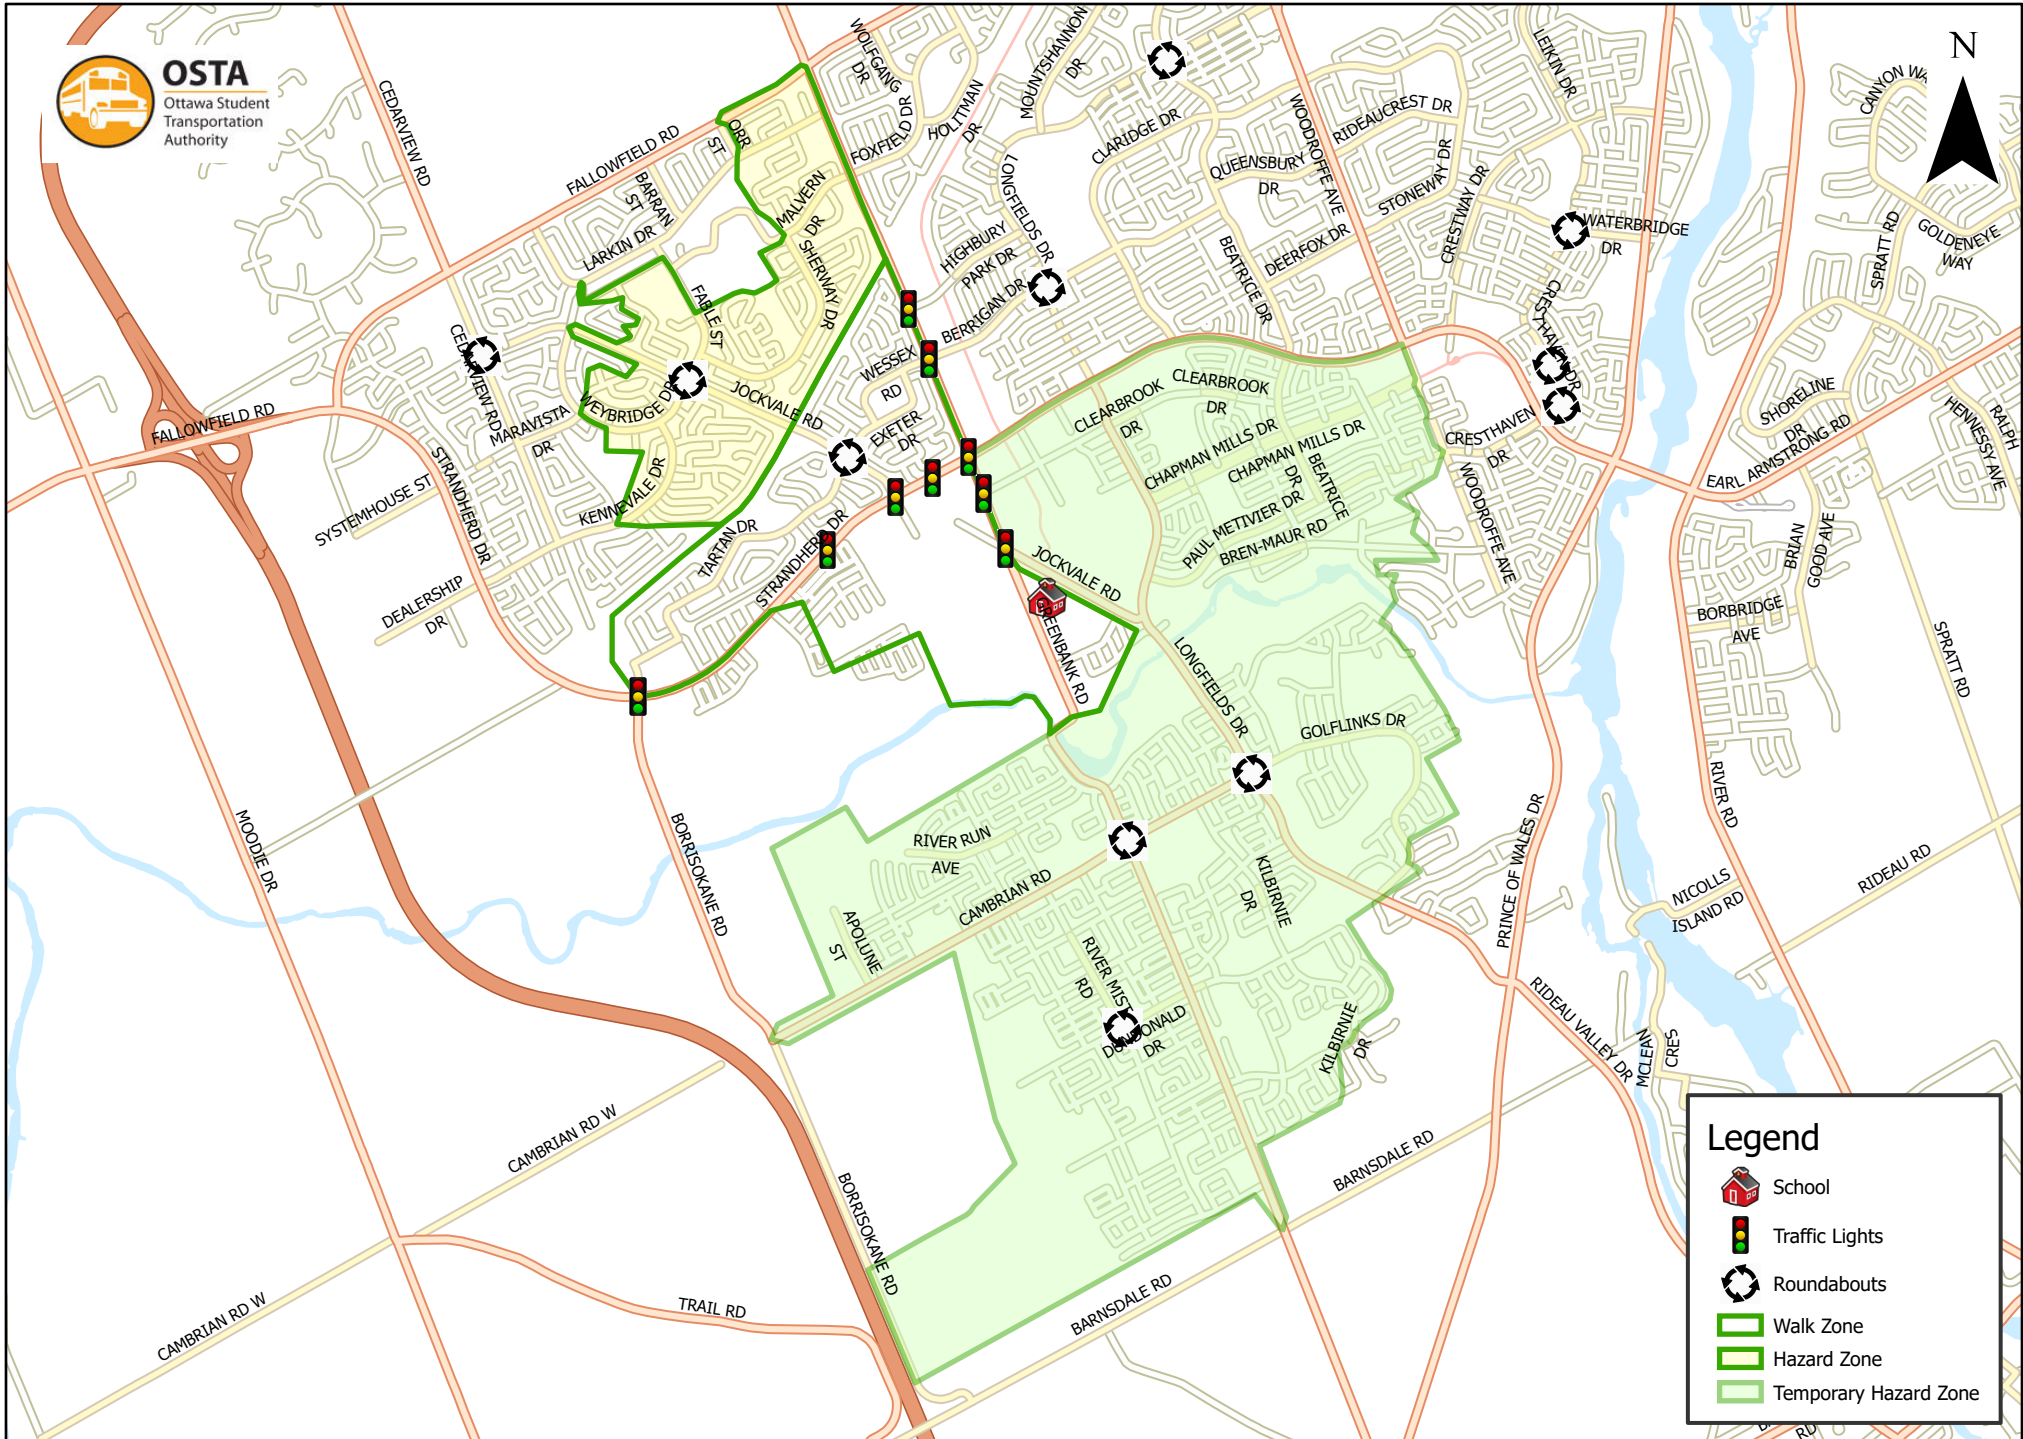 OSTA
Ottawa Student
Transportation
Authority
N
WOLFGANG
DR
CEDARVIEW RD
FALLOWFIELD RD
ORR
ST
BARRAN
ST
LARKIN DR
MALVERN
DR
SHERWAY DR
FABLE ST
FOXFIELD DR
HOLITMAN
DR
MOUNTSHANNON
DR
LONGFIELDS DR
CLARIDGE DR
WOODROFFE AVE
RIDEAUCREST DR
QUEENSBURY
DR
STONEWAY DR
LEIKIN DR
CRESTWAY DR
DEERFOX DR
BEATRICE DR
WATERBRIDGE
DR
CANYON WA
SPRATT RD
GOLDENEYE
WAY
HIGHBURY
PARK DR
BERRIGAN DR
WESSEX
RD
CEDARVIEW RD
MARAVISTA
DR
WEYBRIDGE DR
JOCKVALE RD
EXETER
DR
KENNEVALE DR
FALLOWFIELD RD
STRANDHERD DR
SYSTEMHOUSE ST
DEALERSHIP
DR
TARTAN DR
STRANDHERD DR
CLEARBROOK
DR
CLEARBROOK
DR
CHAPMAN MILLS DR
CHAPMAN MILLS DR
BEATRICE
DR
PAUL METIVIER DR
BREN-MAUR RD
CRESTHAVEN DR
CRESTHAVEN
DR
WOODROFFE AVE
SHORELINE
DR
EARL ARMSTRONG RD
RALPH
HENNESSY AVE
BRIAN
GOOD AVE
BORBRIDGE
AVE
SPRATT RD
JOCKVALE RD
GREENBANK RD
LONGFIELDS DR
GOLFLINKS DR
RIVER RD
PRINCE OF WALES DR
RIDEAU RD
NICOLLS
ISLAND RD
MOODIE DR
BORRISOKANE RD
RIVER RUN
AVE
CAMBRIAN RD
APOLUNE
ST
KILBIRNIE
DR
RIVER MIST
RD
DUNDONALD
DR
KILBIRNIE
DR
RIDEAU VALLEY DR
MCLEAN
CRES
CAMBRIAN RD W
BORRISOKANE RD
BARNSDALE RD
BARNSDALE RD
TRAIL RD
CAMBRIAN RD W
Legend
School
Traffic Lights
Roundabouts
Walk Zone
Hazard Zone
Temporary Hazard Zone
RD